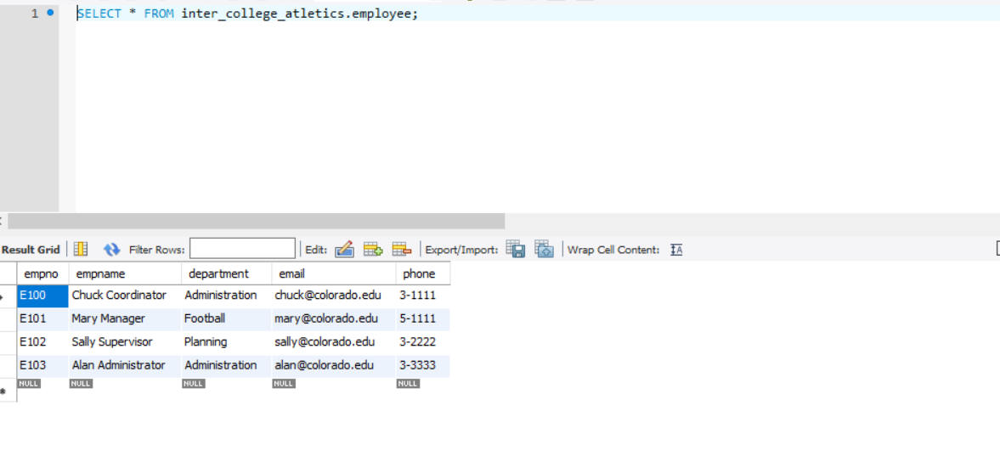 1 SELECT * FROM inter_college_atletics.employee;
Result Grid Filter Rows: Edit: Export/Import: Wrap Cell Content: IA
empno empname department email phone
E100 Chuck Coordinator Administration chuck@colorado.edu 3-1111
E101 Mary Manager Football mary@colorado.edu 5-1111
E102 Sally Supervisor Planning sally@colorado.edu 3-2222
E103 Alan Administrator Administration alan@colorado.edu 3-3333
NULL NULL NULL NULL NULL